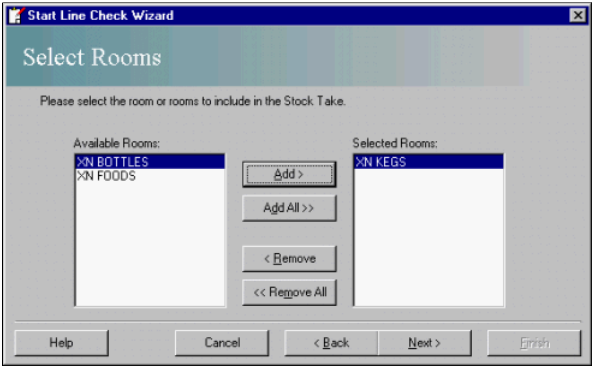 Start Line Check Wizard
Select Rooms
Please select the room or rooms to include in the Stock Take.
Available Rooms:
XN BOTTLES
XN FOODS
Add >
Add All >>
< Remove
<< Remove All
Selected Rooms:
XN KEGS
Help
Cancel
< Back
Next >
Finish